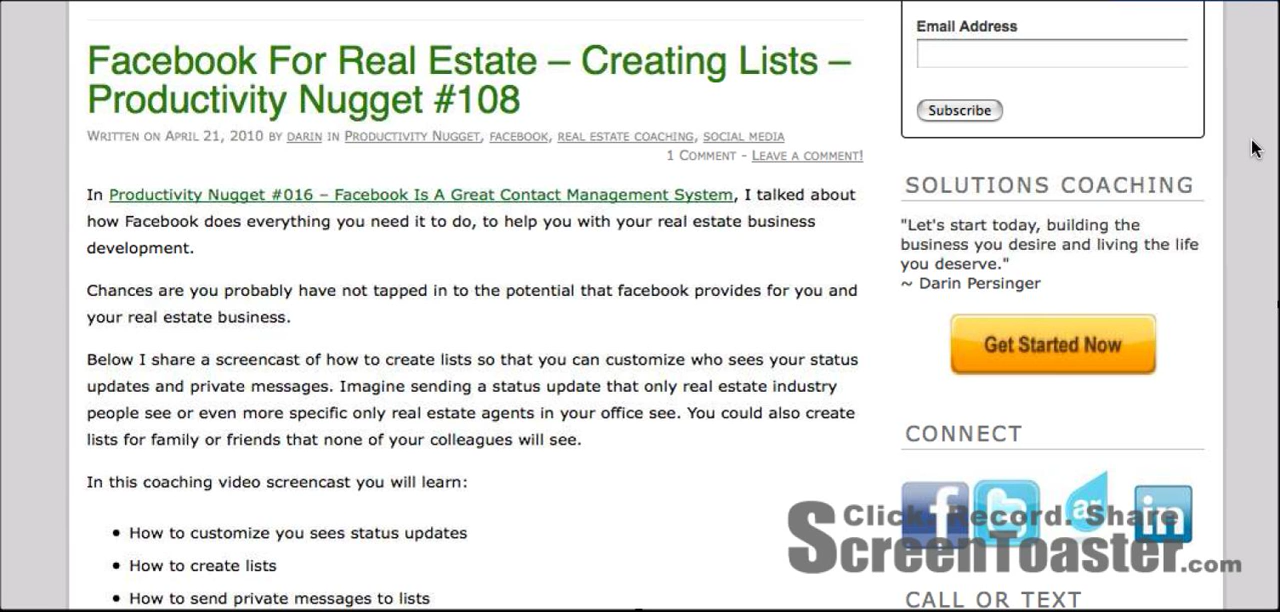 Facebook For Real Estate – Creating Lists –
Productivity Nugget #108
Written on April 21, 2010 by darin in Productivity Nugget, facebook, real estate coaching, social media
1 Comment - Leave a comment!
In Productivity Nugget #016 – Facebook Is A Great Contact Management System, I talked about
how Facebook does everything you need it to do, to help you with your real estate business
development.
Chances are you probably have not tapped in to the potential that facebook provides for you and
your real estate business.
Below I share a screencast of how to create lists so that you can customize who sees your status
updates and private messages. Imagine sending a status update that only real estate industry
people see or even more specific only real estate agents in your office see. You could also create
lists for family or friends that none of your colleagues will see.
In this coaching video screencast you will learn:
• How to customize you sees status updates
• How to create lists
• How to send private messages to lists
Email Address
Subscribe
SOLUTIONS COACHING
"Let's start today, building the
business you desire and living the life
you deserve."
~ Darin Persinger
Get Started Now
CONNECT
f
t
ar
in
Click. Record. Share
ScreenToaster.com
CALL OR TEXT